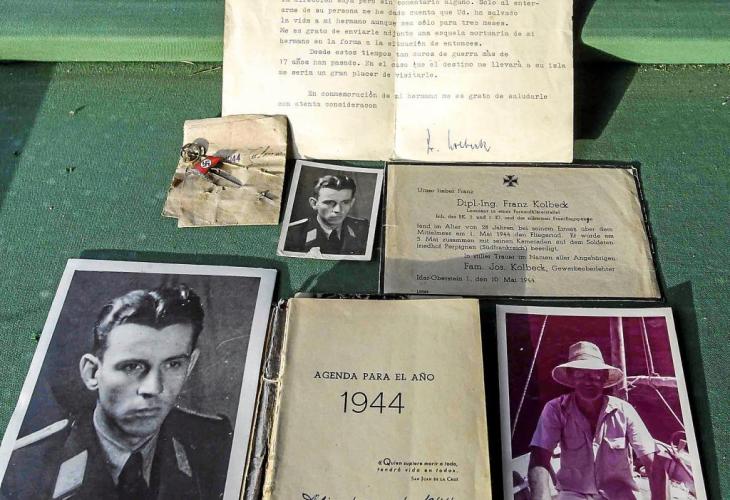 la dirección suya pero sin comentario alguno. Sólo al enter-
arme de su persona me he dado cuenta que Ud. ha salvado
la vida a mi hermano aunque sea sólo para tres meses.
Me es grato de enviarle adjunto una esquela mortuaria de mi
hermano en la forma a la situación de entonces.
Desde estos tiempos tan duros de guerra más de
17 años han pasado. En el caso que el destino me llevará a su isla
me sería un gran placer de visitarle.
En conmemoración de mi hermano me es grato de saludarle
con atenta consideracon
Kolbeck
Unser lieber Franz
Dipl-Ing. Franz Kolbeck
Leutnant in einer Fernaufklärerstaffel
Inh. des EK. I und II. Kl. und der silbernen Frontflugspange
fand im Alter von 28 Jahren bei seinem Einsatz über dem
Mittelmeer am 1. Mai 1944 den Fliegertod. Er wurde am
5. Mai zusammen mit seinen Kameraden auf dem Soldaten-
friedhof Perpignan (Südfrankreich) beerdigt.
In stiller Trauer im Namen aller Angehörigen
Fam. Jos. Kolbeck, Gewerbeoberlehrer
Idar-Oberstein 1, den 10. Mai 1944.
AGENDA PARA EL AÑO
1944
«Quien supiere morir a todo,
tendrá vida en todo»
SAN JUAN DE LA CRUZ